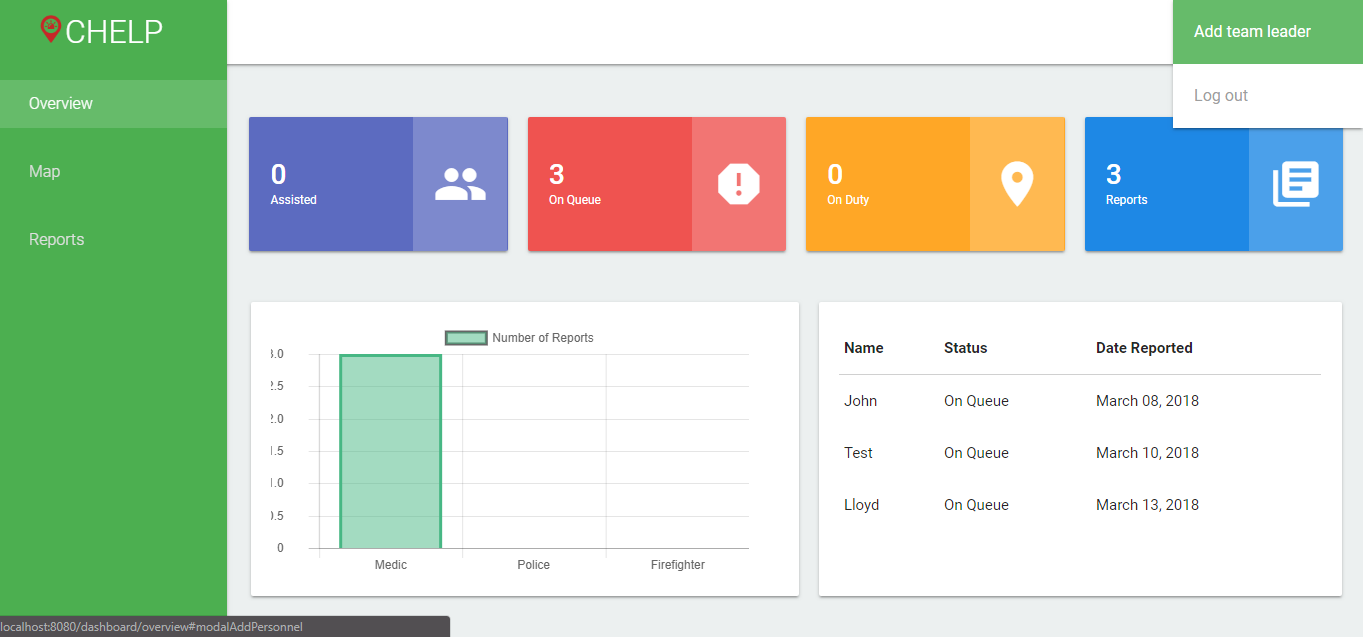 CHELP
Add team leader
Overview
Log out
Map
Reports
0
Assisted
3
On Queue
0
On Duty
3
Reports
Number of Reports
3.0
2.5
2.0
1.5
1.0
0.5
0
Medic Police Firefighter
Name Status Date Reported
John On Queue March 08, 2018
Test On Queue March 10, 2018
Lloyd On Queue March 13, 2018
localhost:8080/dashboard/overview#modalAddPersonnel